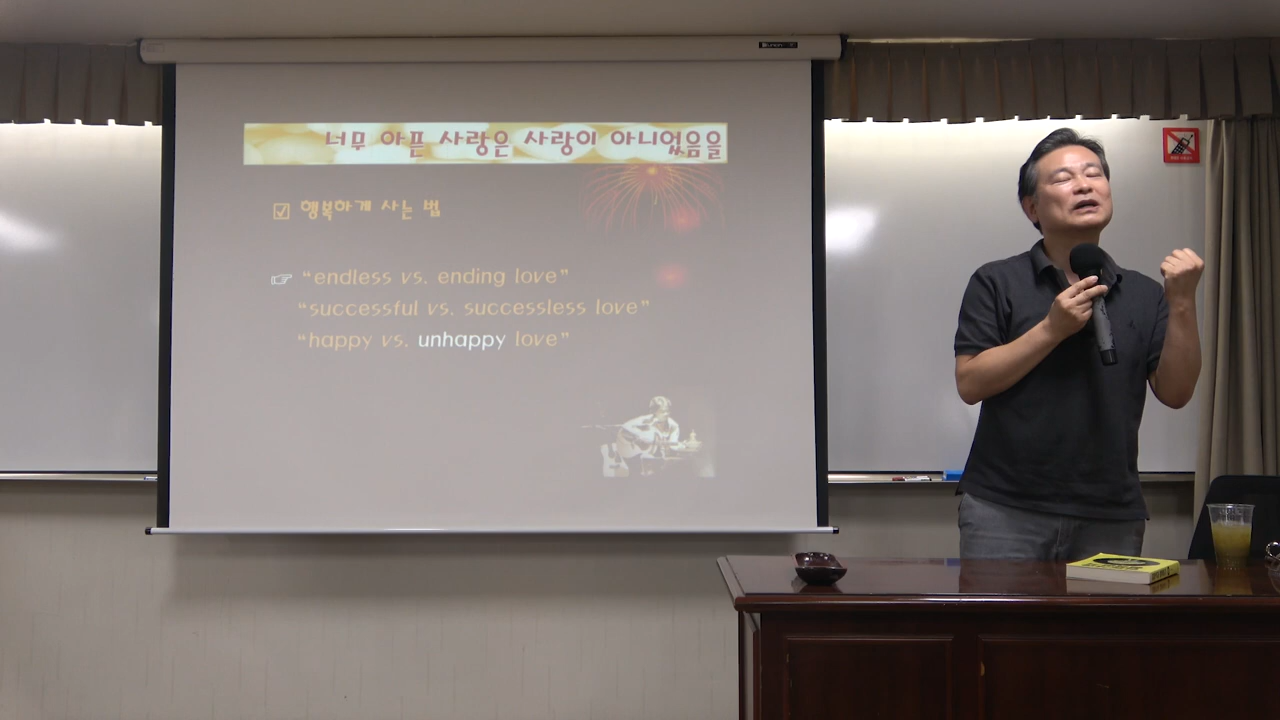 너무 아픈 사랑은 사랑이 아니었음을
행복하게 사는 법
“endless vs. ending love”
“successful vs. successless love”
“happy vs. unhappy love”